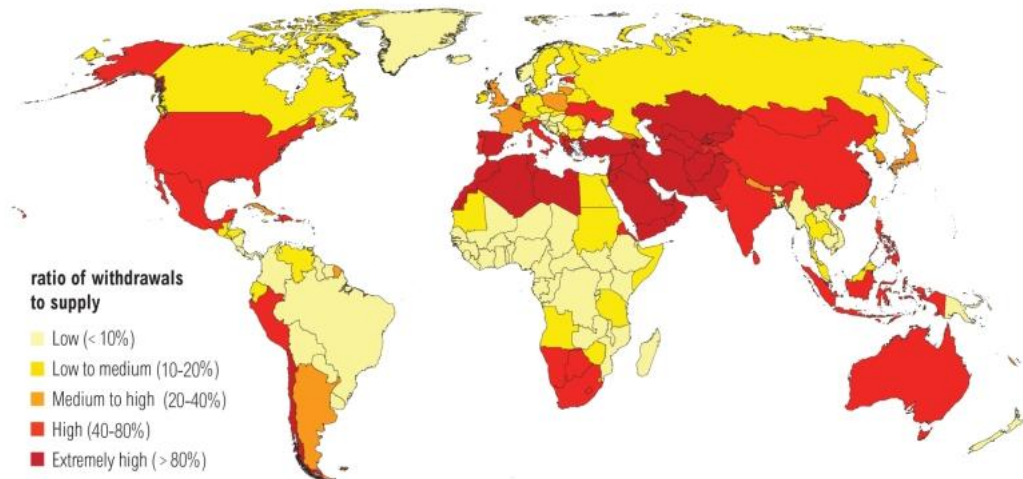 ratio of withdrawals
to supply
Low (< 10%)
Low to medium (10-20%)
Medium to high (20-40%)
High (40-80%)
Extremely high (> 80%)